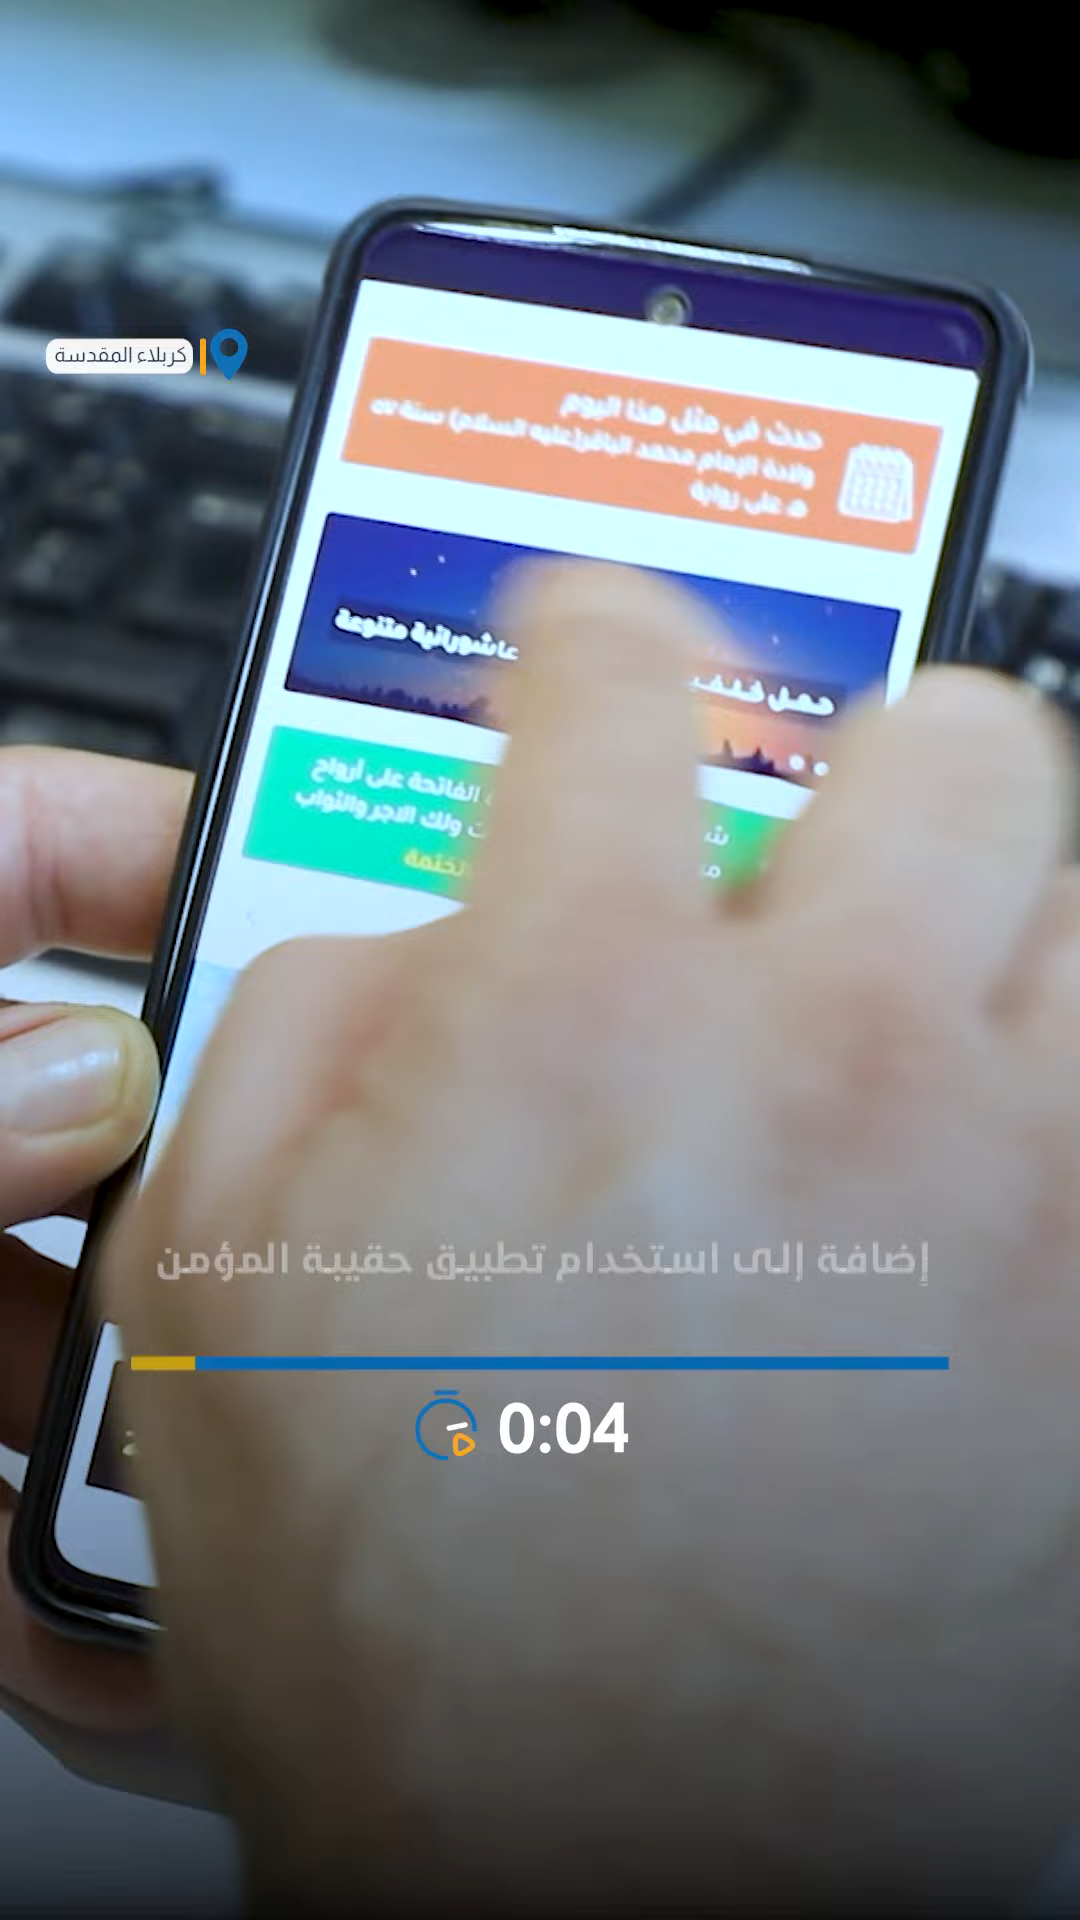 كربلاء المقدسة
حدث في مثل هذا اليوم
ولادة الإمام محمد الباقر(عليه السلام) سنة ٥٧
هـ على رواية
عاشورائية متنوعة
الفاتحة على أرواح
ولك الاجر والثواب
إضافة إلى استخدام تطبيق حقيبة المؤمن
0:04